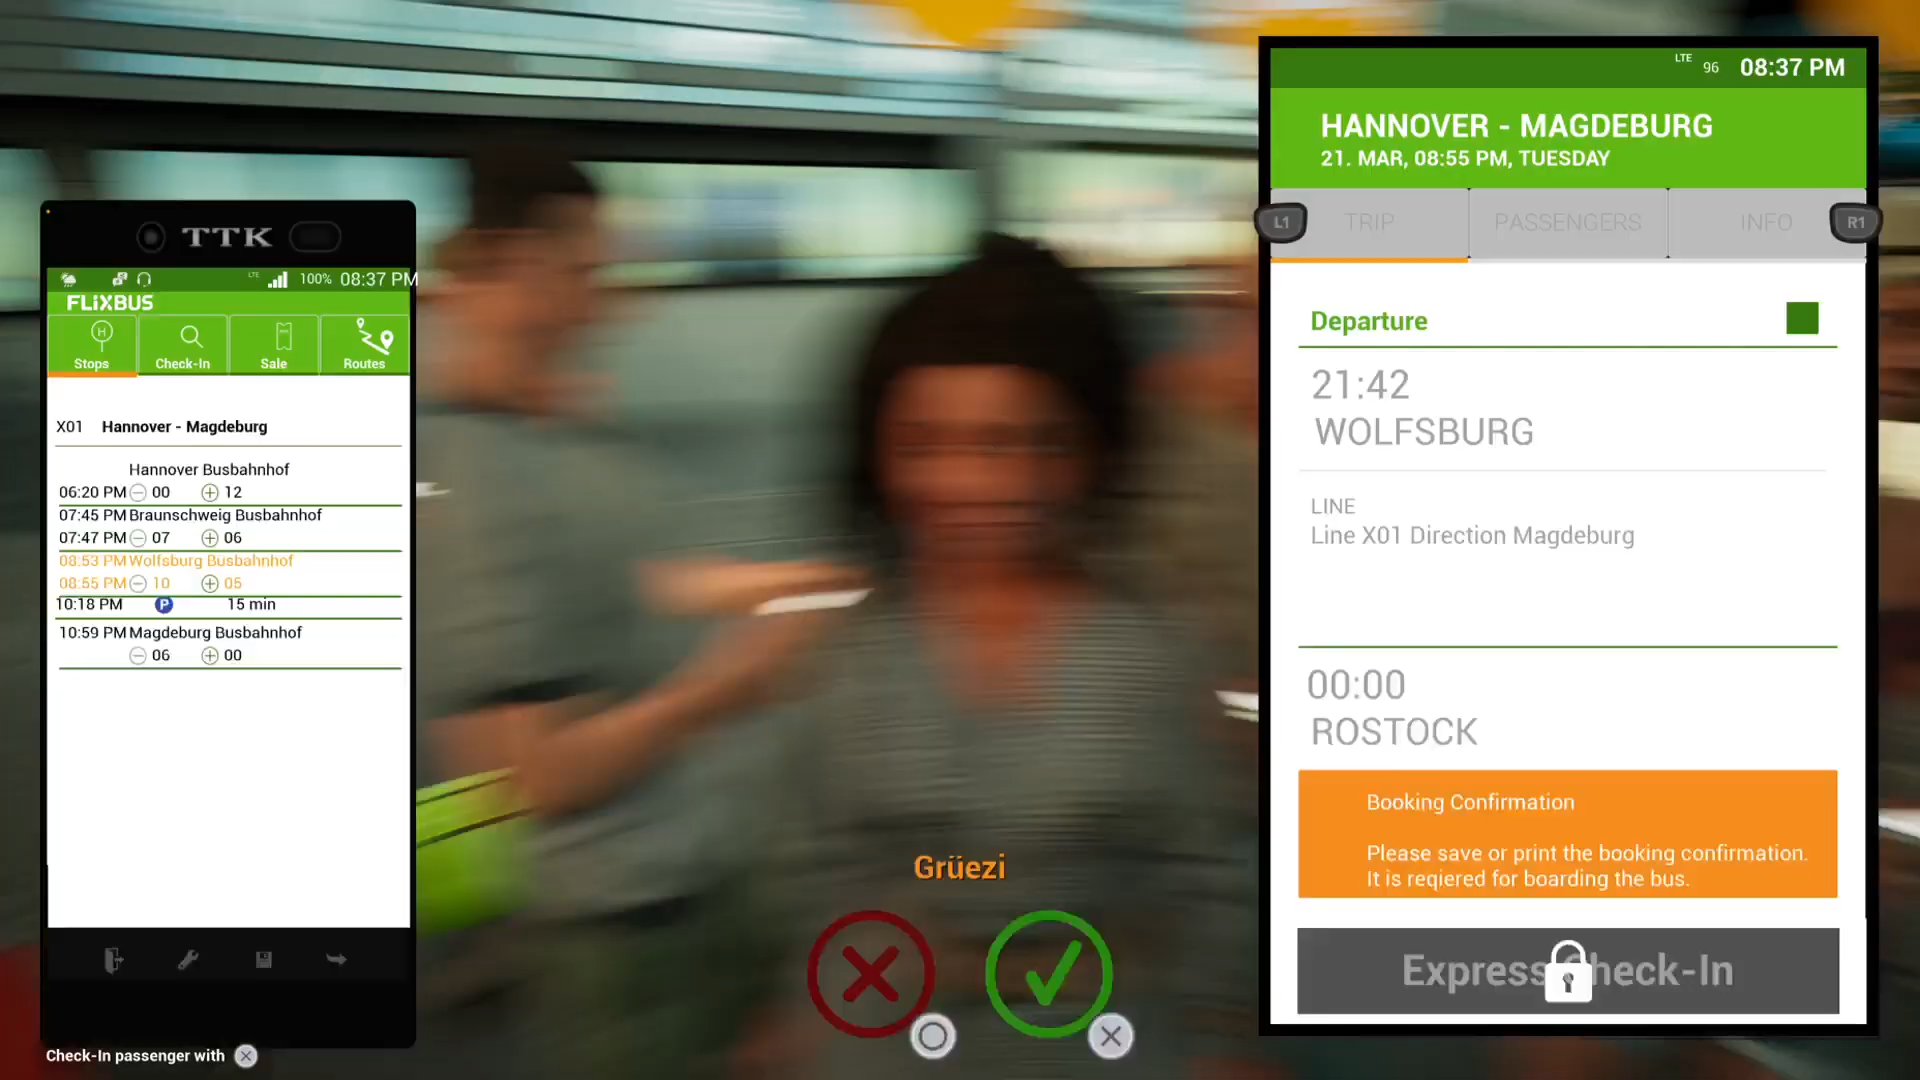 TTK
100% 08:37 PM
LTE
FLiXBUS
Stops
Check-In
Sale
Routes
X01 Hannover - Magdeburg
Hannover Busbahnhof
06:20 PM 00 12
07:45 PM Braunschweig Busbahnhof
07:47 PM 07 06
08:53 PM Wolfsburg Busbahnhof
08:55 PM 10 05
10:18 PM P 15 min
10:59 PM Magdeburg Busbahnhof
06 00
Check-In passenger with
Grüezi
LTE 96 08:37 PM
HANNOVER - MAGDEBURG
21. MAR, 08:55 PM, TUESDAY
L1 TRIP PASSENGERS INFO R1
Departure
21:42
WOLFSBURG
LINE
Line X01 Direction Magdeburg
00:00
ROSTOCK
Booking Confirmation
Please save or print the booking confirmation.
It is reqiered for boarding the bus.
Express Check-In